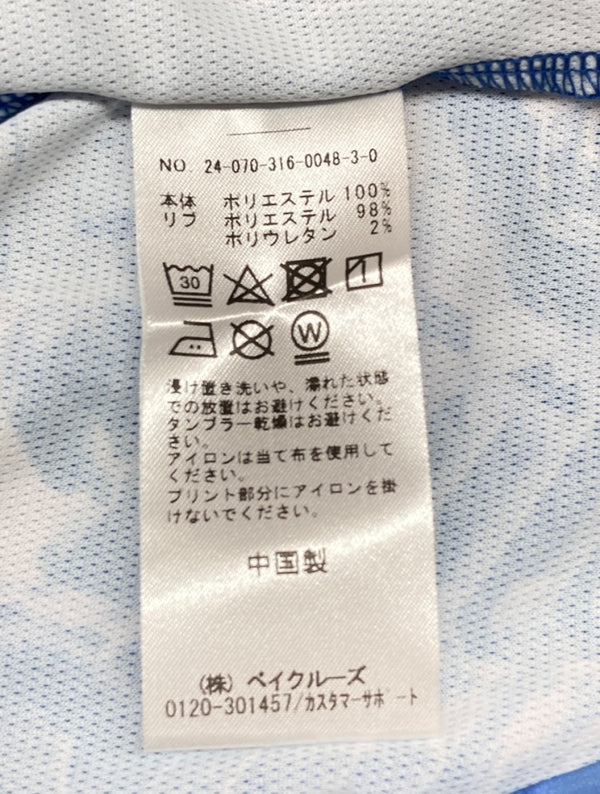 NO. 24-070-316-0048-3-0
本体 ポリエステル 100%
リブ ポリエステル 98%
ポリウレタン 2%
30
W
浸け置き洗いや、濡れた状態
での放置はお避けください。
タンブラー乾燥はお避けくだ
さい。
アイロンは当て布を使用して
ください。
プリント部分にアイロンを掛
けないでください。
中国製
(株) ベイクルーズ
0120-301457/カスタマーサポート